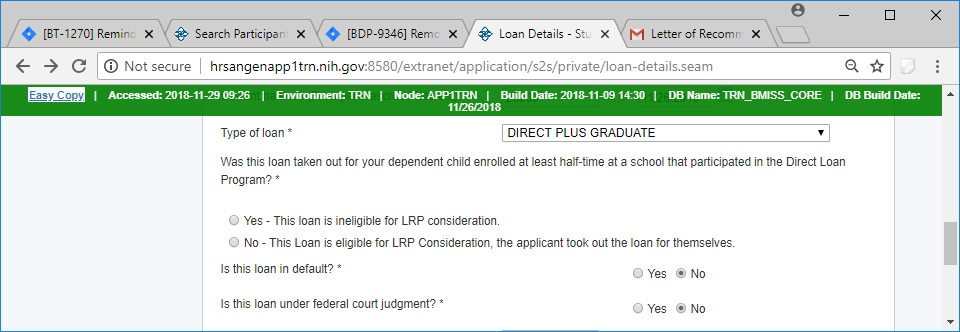 [BT-1270] Remind
Search Participan
[BDP-9346] Remo
Loan Details - Stu
Letter of Recomm
Not secure | hrsangenapp1trn.nih.gov:8580/extranet/application/s2s/private/loan-details.seam
Easy Copy | Accessed: 2018-11-29 09:26 | Environment: TRN | Node: APP1TRN | Build Date: 2018-11-09 14:30 | DB Name: TRN_BMISS_CORE | DB Build Date:
11/26/2018
Type of loan * DIRECT PLUS GRADUATE
Was this loan taken out for your dependent child enrolled at least half-time at a school that participated in the Direct Loan
Program? *
Yes - This loan is ineligible for LRP consideration.
No - This Loan is eligible for LRP Consideration, the applicant took out the loan for themselves.
Is this loan in default? * Yes No
Is this loan under federal court judgment? * Yes No